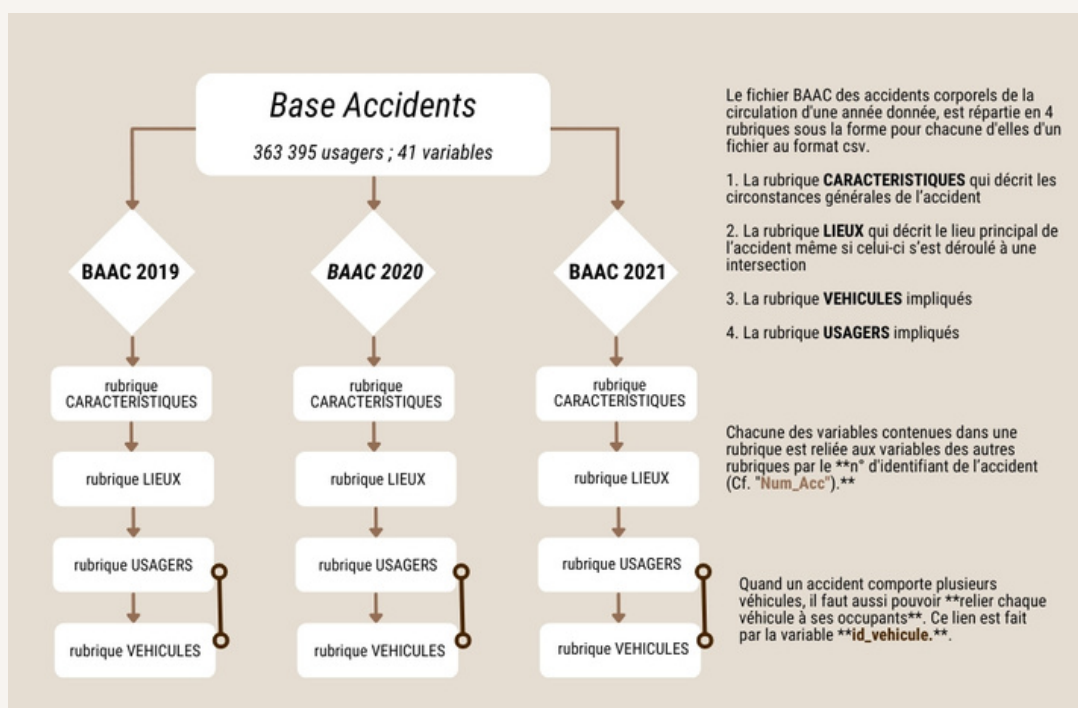 Base Accidents
363 395 usagers ; 41 variables
BAAC 2019
BAAC 2020
BAAC 2021
rubrique
CARACTERISTIQUES
rubrique
CARACTERISTIQUES
rubrique
CARACTERISTIQUES
rubrique LIEUX
rubrique LIEUX
rubrique LIEUX
rubrique USAGERS
rubrique USAGERS
rubrique USAGERS
rubrique VEHICULES
rubrique VEHICULES
rubrique VEHICULES
Le fichier BAAC des accidents corporels de la
circulation d'une année donnée, est répartie en 4
rubriques sous la forme pour chacune d'elles d'un
fichier au format csv.
1. La rubrique CARACTERISTIQUES qui décrit les
circonstances générales de l'accident
2. La rubrique LIEUX qui décrit le lieu principal de
l'accident même si celui-ci s'est déroulé à une
intersection
3. La rubrique VEHICULES impliqués
4. La rubrique USAGERS impliqués
Chacune des variables contenues dans une
rubrique est reliée aux variables des autres
rubriques par le **n° d'identifiant de l'accident
(Cf. "Num_Acc").**
Quand un accident comporte plusieurs
véhicules, il faut aussi pouvoir **relier chaque
véhicule à ses occupants**. Ce lien est fait
par la variable **id_vehicule.**.